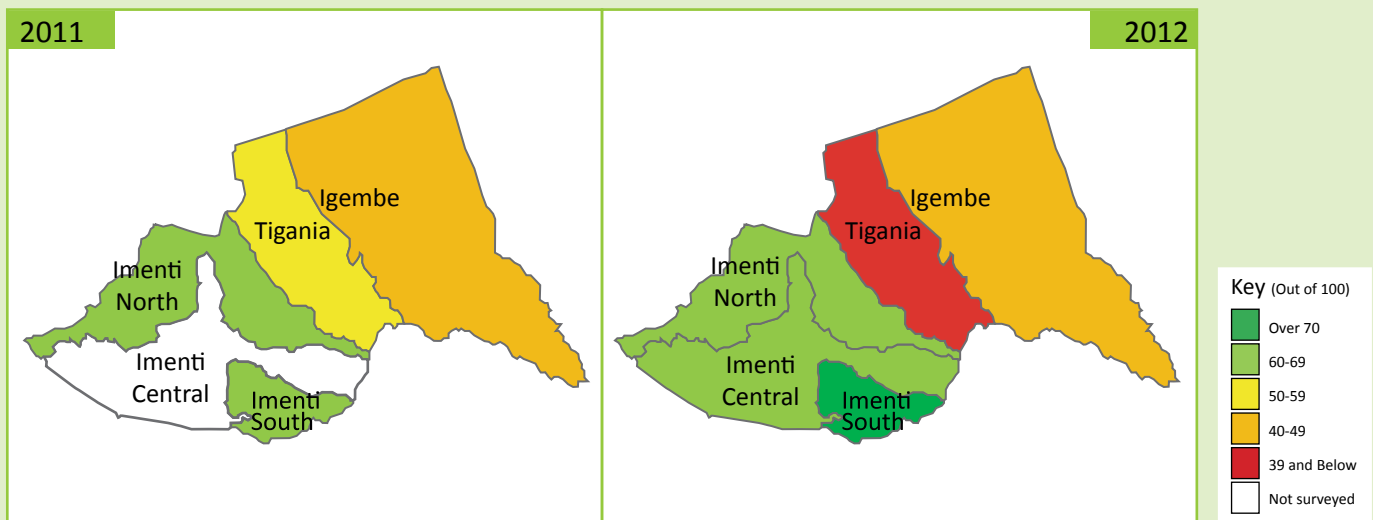 2011
Igembe
Tigania
Imenti
North
Imenti
Central
Imenti
South
2012
Igembe
Tigania
Imenti
North
Imenti
Central
Imenti
South
Key (Out of 100)
Over 70
60-69
50-59
40-49
39 and Below
Not surveyed